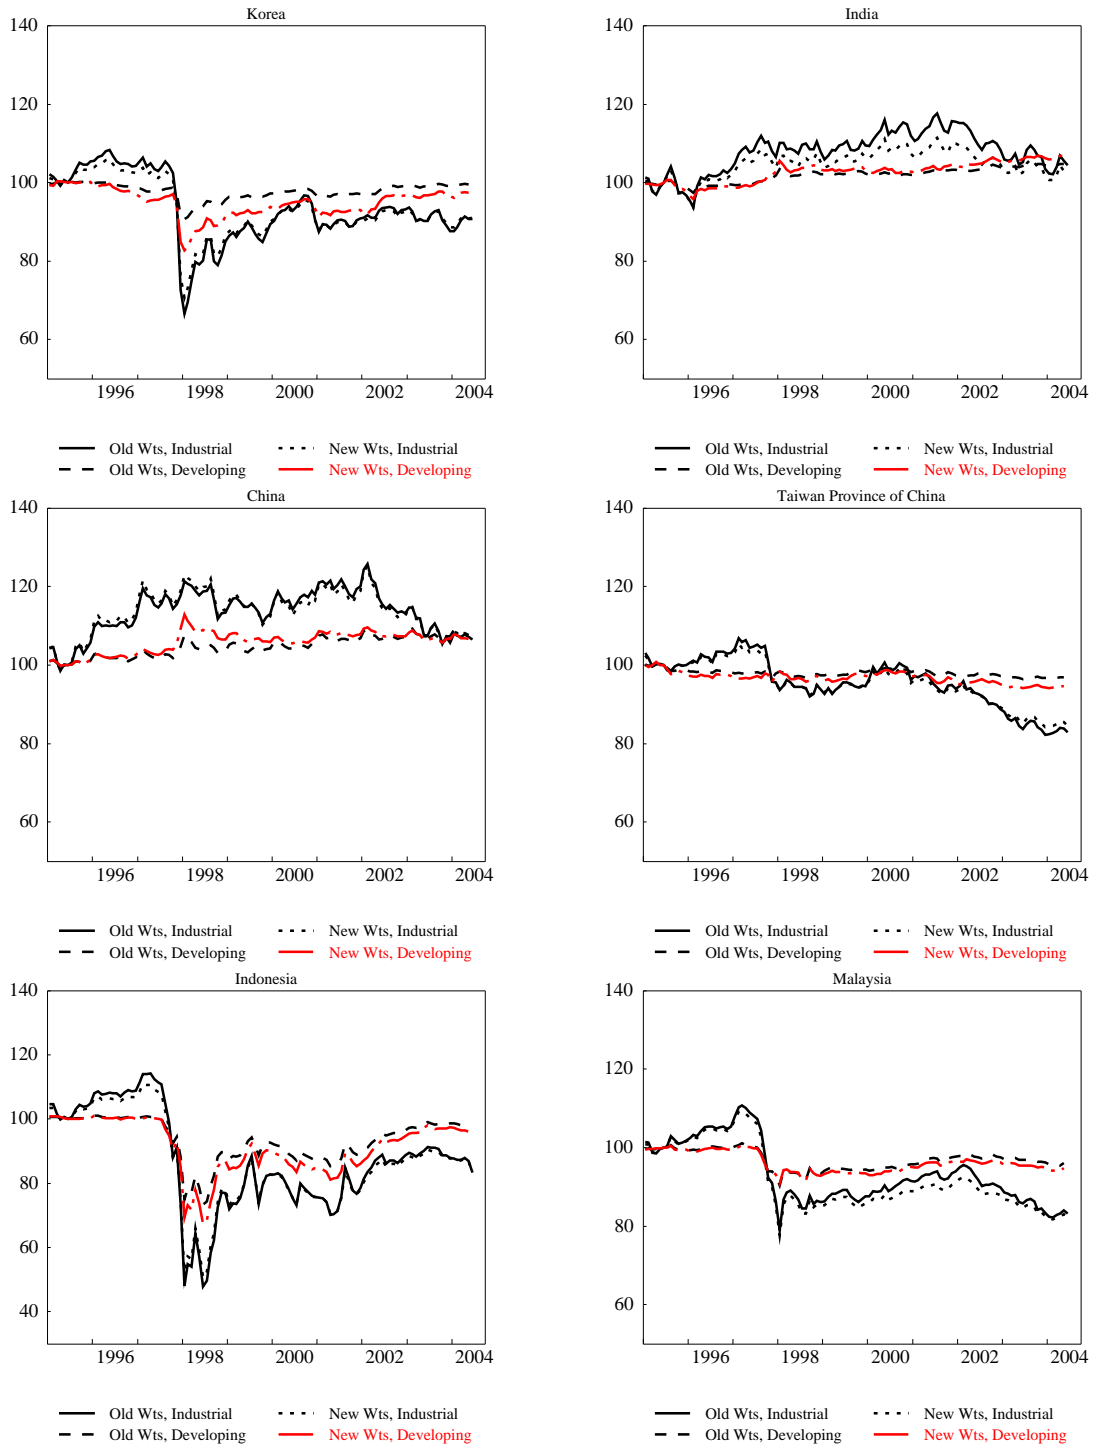 Korea
140
120
100
80
60
1996 1998 2000 2002 2004
Old Wts, Industrial New Wts, Industrial
Old Wts, Developing New Wts, Developing
India
140
120
100
80
60
1996 1998 2000 2002 2004
Old Wts, Industrial New Wts, Industrial
Old Wts, Developing New Wts, Developing
China
140
120
100
80
60
1996 1998 2000 2002 2004
Old Wts, Industrial New Wts, Industrial
Old Wts, Developing New Wts, Developing
Taiwan Province of China
140
120
100
80
60
1996 1998 2000 2002 2004
Old Wts, Industrial New Wts, Industrial
Old Wts, Developing New Wts, Developing
Indonesia
140
120
100
80
60
40
1996 1998 2000 2002 2004
Old Wts, Industrial New Wts, Industrial
Old Wts, Developing New Wts, Developing
Malaysia
140
120
100
80
60
1996 1998 2000 2002 2004
Old Wts, Industrial New Wts, Industrial
Old Wts, Developing New Wts, Developing